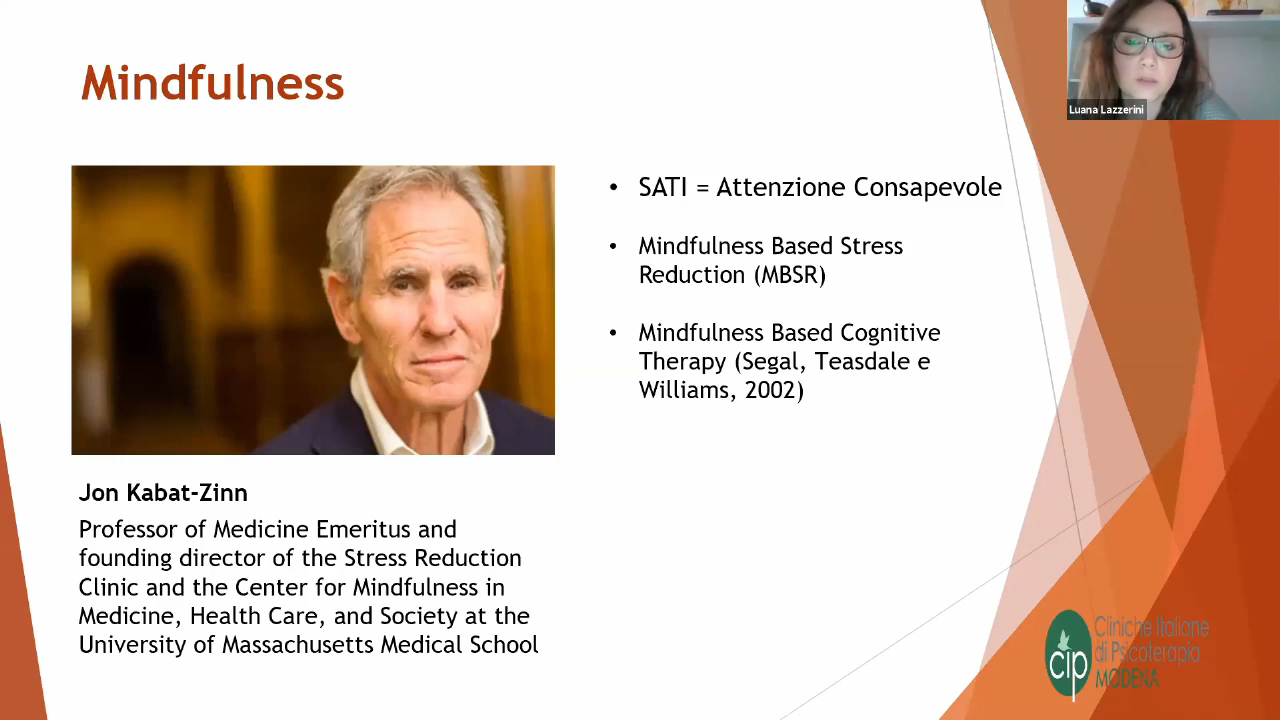 Mindfulness
Luana Lazzerini
• SATI = Attenzione Consapevole
• Mindfulness Based Stress
Reduction (MBSR)
• Mindfulness Based Cognitive
Therapy (Segal, Teasdale e
Williams, 2002)
Jon Kabat-Zinn
Professor of Medicine Emeritus and
founding director of the Stress Reduction
Clinic and the Center for Mindfulness in
Medicine, Health Care, and Society at the
University of Massachusetts Medical School
cip
Cliniche Italiane
di Psicoterapia
MODENA